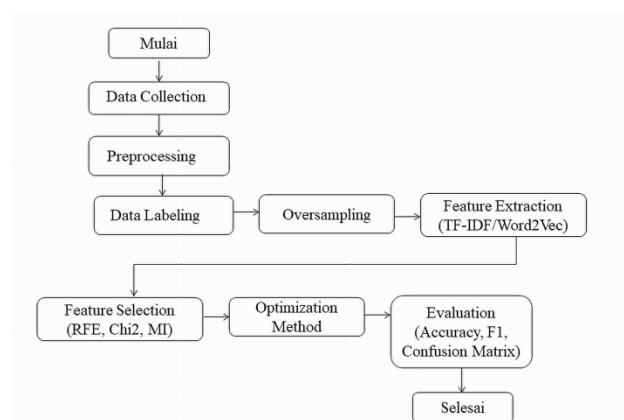 Mulai
Data Collection
Preprocessing
Data Labeling
Oversampling
Feature Extraction
(TF-IDF/Word2Vec)
Feature Selection
(RFE, Chi2, MI)
Optimization
Method
Evaluation
(Accuracy, F1,
Confusion Matrix)
Selesai